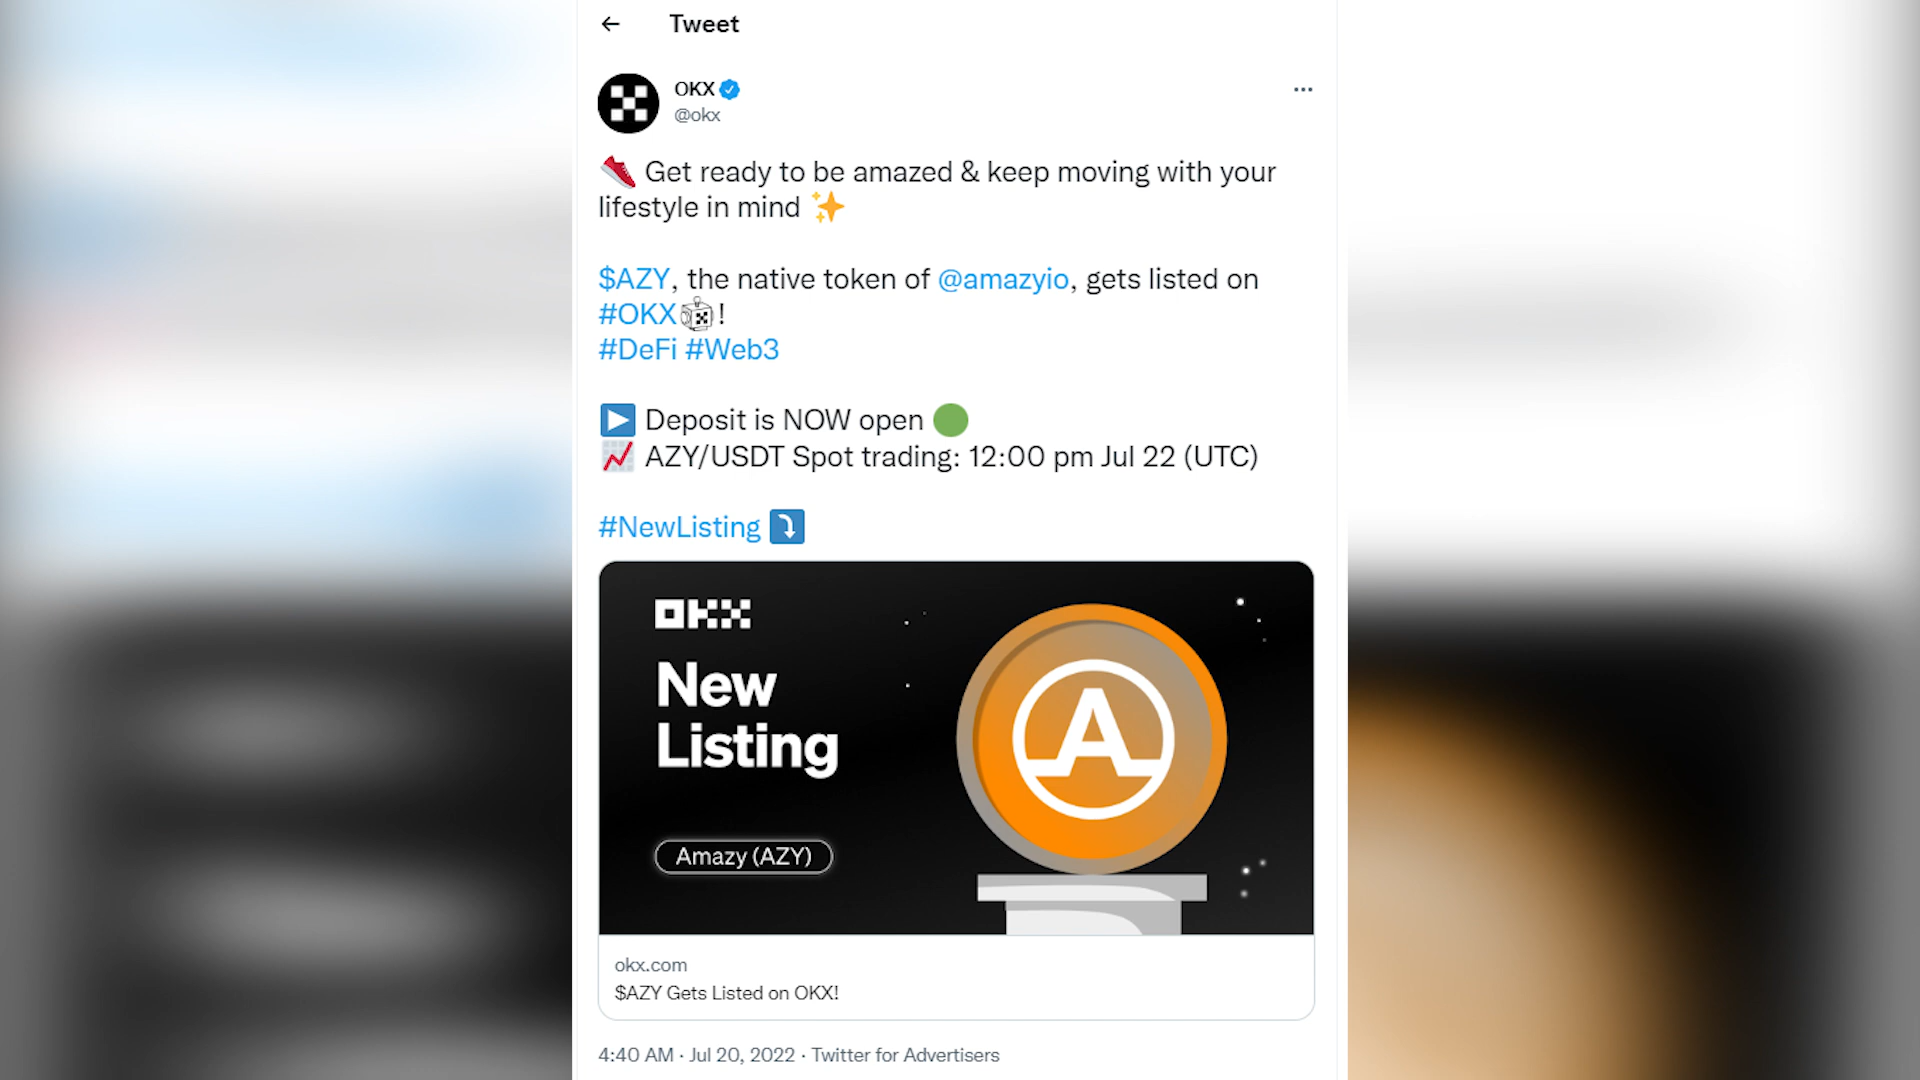 Tweet
OKX
@okx
Get ready to be amazed & keep moving with your
lifestyle in mind
$AZY, the native token of @amazyio, gets listed on
#OKX!
#DeFi #Web3
Deposit is NOW open
AZY/USDT Spot trading: 12:00 pm Jul 22 (UTC)
#NewListing
OKX
New
Listing
Amazy (AZY)
A
okx.com
$AZY Gets Listed on OKX!
4:40 AM · Jul 20, 2022 · Twitter for Advertisers